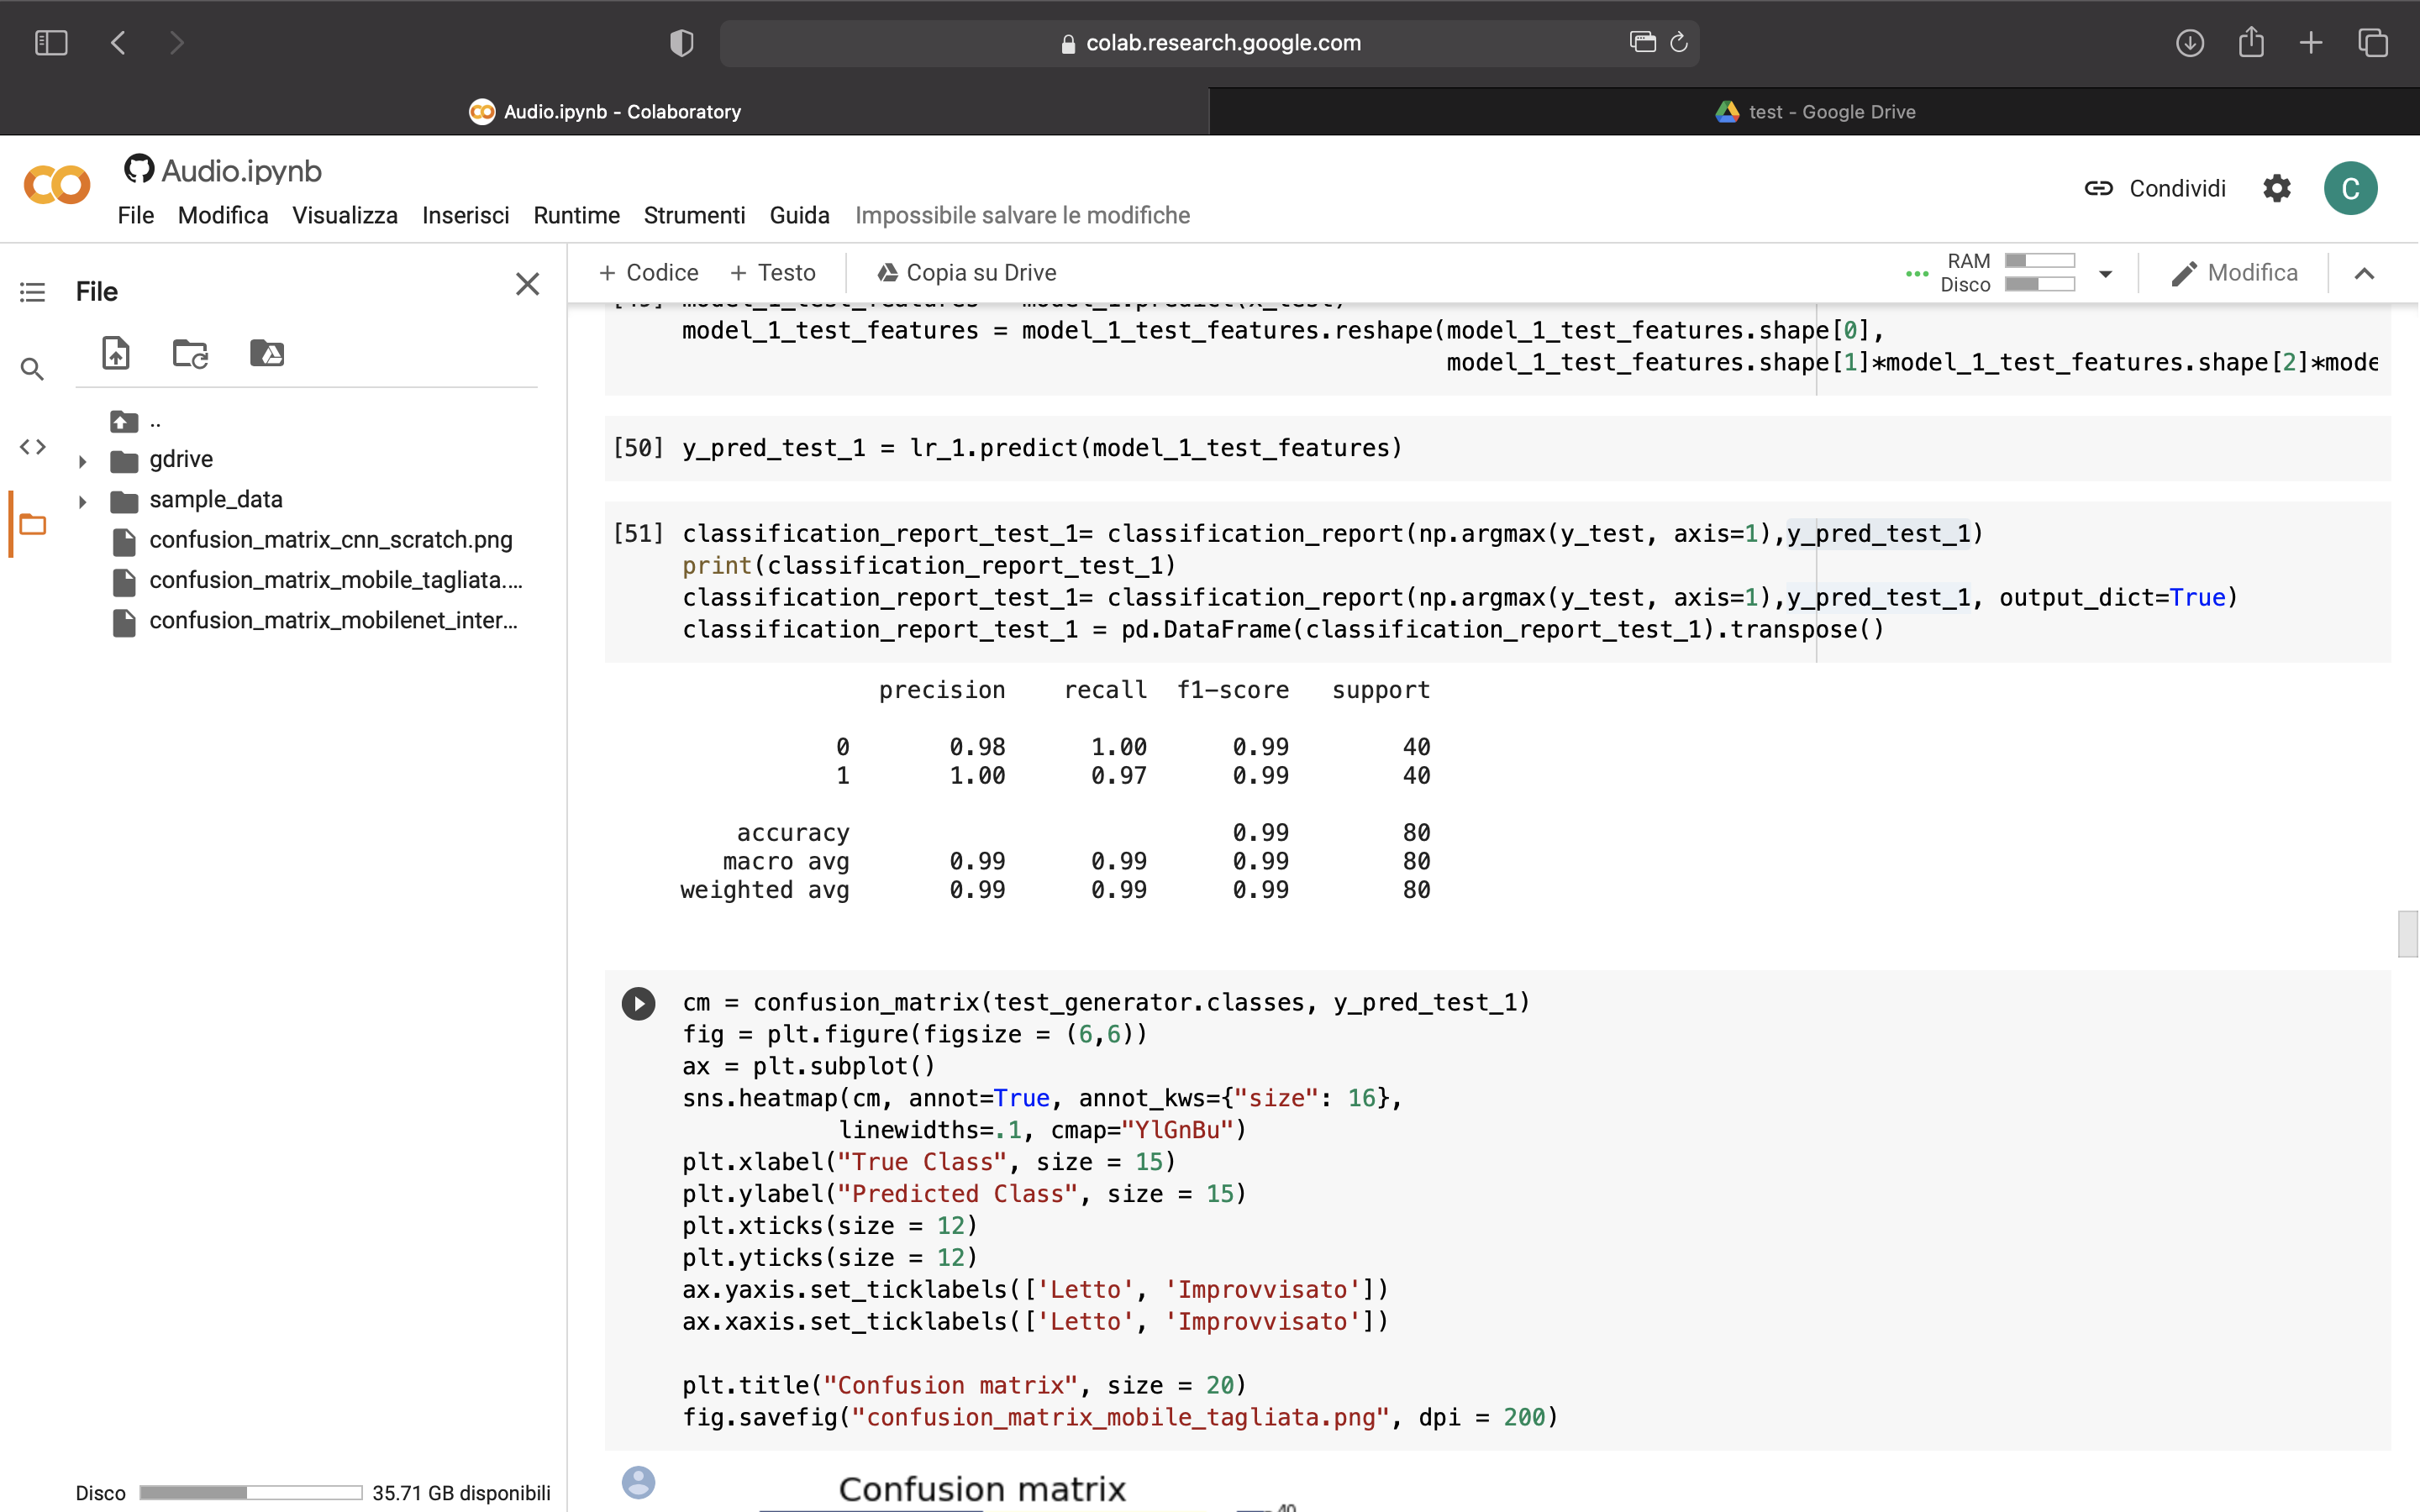 colab.research.google.com
Audio.ipynb - Colaboratory
test - Google Drive
Audio.ipynb
File Modifica Visualizza Inserisci Runtime Strumenti Guida Impossibile salvare le modifiche
Condividi
C
File
+ Codice + Testo Copia su Drive
RAM
Disco
Modifica
..
gdrive
sample_data
confusion_matrix_cnn_scratch.png
confusion_matrix_mobile_tagliata....
confusion_matrix_mobilenet_inter...
Disco 35.71 GB disponibili
[49] model_1_test_features = model_1.predict(x_test)
model_1_test_features = model_1_test_features.reshape(model_1_test_features.shape[0],
model_1_test_features.shape[1]*model_1_test_features.shape[2]*mode
[50] y_pred_test_1 = lr_1.predict(model_1_test_features)
[51] classification_report_test_1= classification_report(np.argmax(y_test, axis=1),y_pred_test_1)
print(classification_report_test_1)
classification_report_test_1= classification_report(np.argmax(y_test, axis=1),y_pred_test_1, output_dict=True)
classification_report_test_1 = pd.DataFrame(classification_report_test_1).transpose()
precision recall f1-score support
0 0.98 1.00 0.99 40
1 1.00 0.97 0.99 40
accuracy 0.99 80
macro avg 0.99 0.99 0.99 80
weighted avg 0.99 0.99 0.99 80
cm = confusion_matrix(test_generator.classes, y_pred_test_1)
fig = plt.figure(figsize = (6,6))
ax = plt.subplot()
sns.heatmap(cm, annot=True, annot_kws={"size": 16},
linewidths=.1, cmap="YlGnBu")
plt.xlabel("True Class", size = 15)
plt.ylabel("Predicted Class", size = 15)
plt.xticks(size = 12)
plt.yticks(size = 12)
ax.yaxis.set_ticklabels(['Letto', 'Improvvisato'])
ax.xaxis.set_ticklabels(['Letto', 'Improvvisato'])
plt.title("Confusion matrix", size = 20)
fig.savefig("confusion_matrix_mobile_tagliata.png", dpi = 200)
Confusion matrix
40